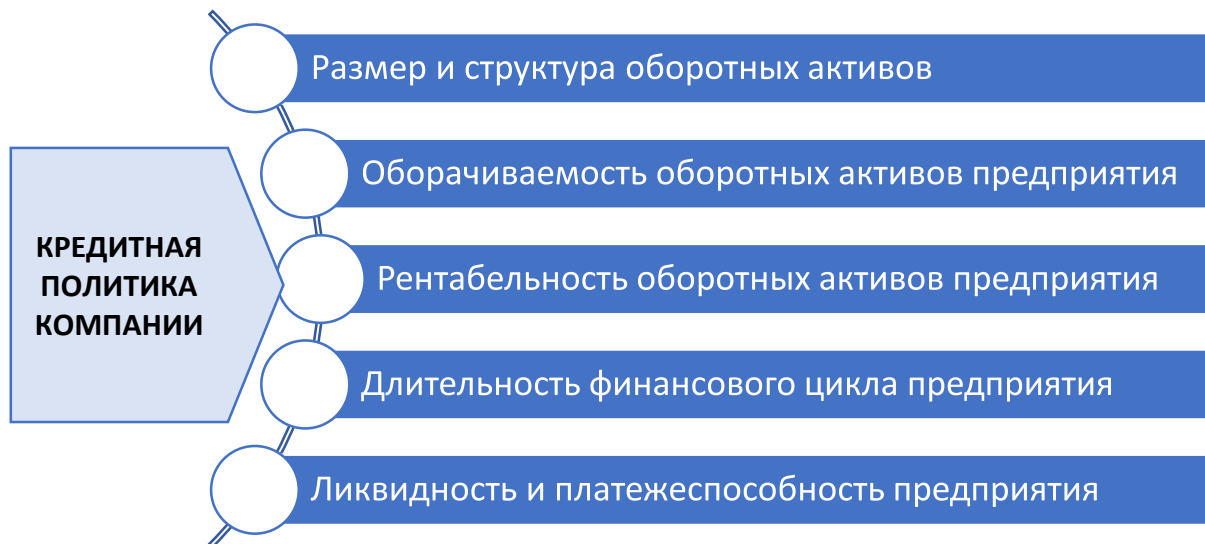 Размер и структура оборотных активов
Оборачиваемость оборотных активов предприятия
КРЕДИТНАЯ
ПОЛИТИКА
КОМПАНИИ
Рентабельность оборотных активов предприятия
Длительность финансового цикла предприятия
Ликвидность и платежеспособность предприятия